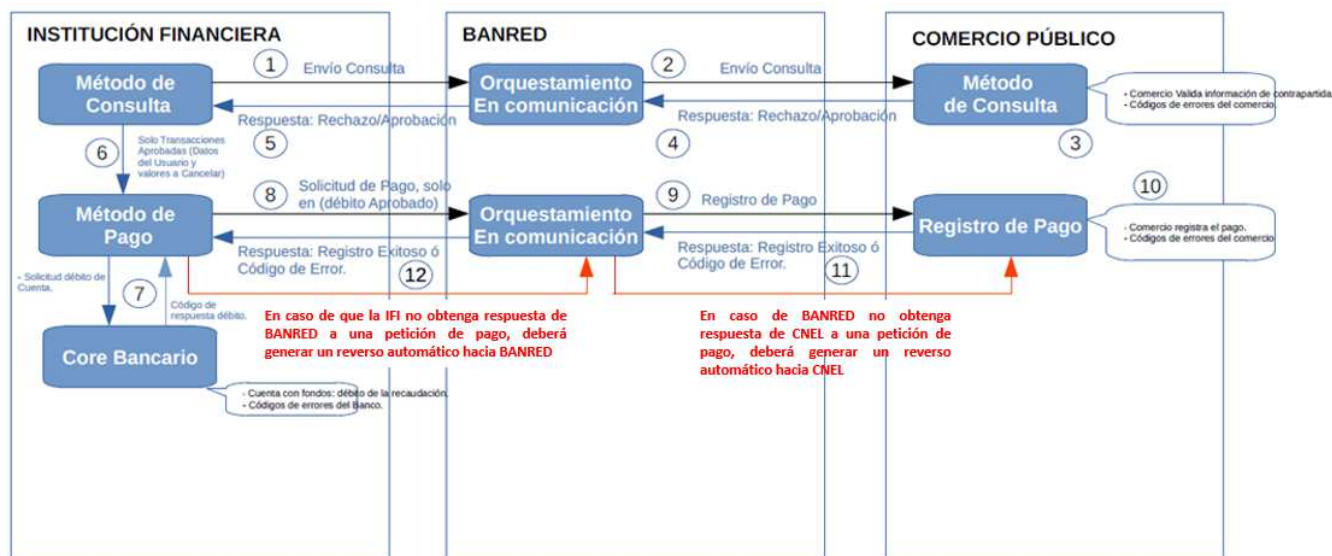 INSTITUCIÓN FINANCIERA
BANRED
COMERCIO PÚBLICO
Método de
Consulta
1
Envío Consulta
Orquestamiento
En comunicación
2
Envío Consulta
Método
de Consulta
- Comercio Valida información de contrapartida
- Códigos de errores del comercio.
Respuesta: Rechazo/Aprobación
5
Respuesta: Rechazo/Aprobación
4
3
6
Solo Transacciones
Aprobadas (Datos
del Usuario y
valores a Cancelar)
Método de
Pago
8
Solicitud de Pago, solo
en (débito Aprobado)
Orquestamiento
En comunicación
9
Registro de Pago
Registro de Pago
10
- Comercio registra el pago.
- Códigos de errores del comercio
Respuesta: Registro Exitoso ó
Código de Error.
12
Respuesta: Registro Exitoso ó
Código de Error.
11
- Solicitud débito de
Cuenta.
7
Código de
respuesta débito.
En caso de que la IFI no obtenga respuesta de
BANRED a una petición de pago, deberá
generar un reverso automático hacia BANRED
En caso de BANRED no obtenga
respuesta de CNEL a una petición de
pago, deberá generar un reverso
automático hacia CNEL
Core Bancario
- Cuenta con fondos: débito de la recaudación.
- Códigos de errores del Banco.